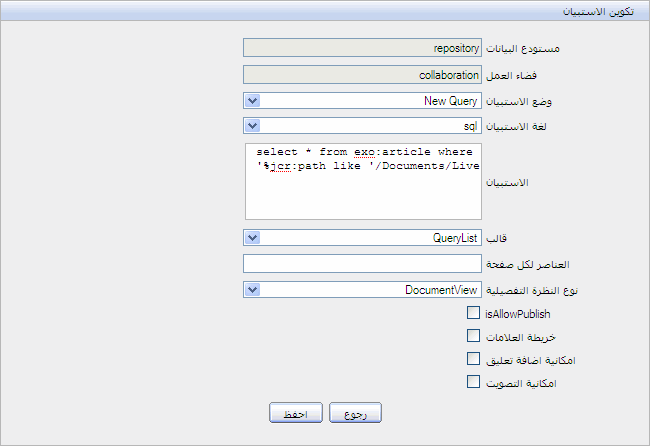 تكوين الاستبيان
مستودع البيانات repository
فضاء العمل collaboration
وضع الاستبيان New Query
لغة الاستبيان sql
الاستبيان select * from exo:article where
'%jcr:path like '/Documents/Live
قالب QueryList
العناصر لكل صفحة
نوع النظرة التفصيلية DocumentView
isAllowPublish
خريطة العلامات
امكانية اضافة تعليق
امكانية التصويت
رجوع احفظ